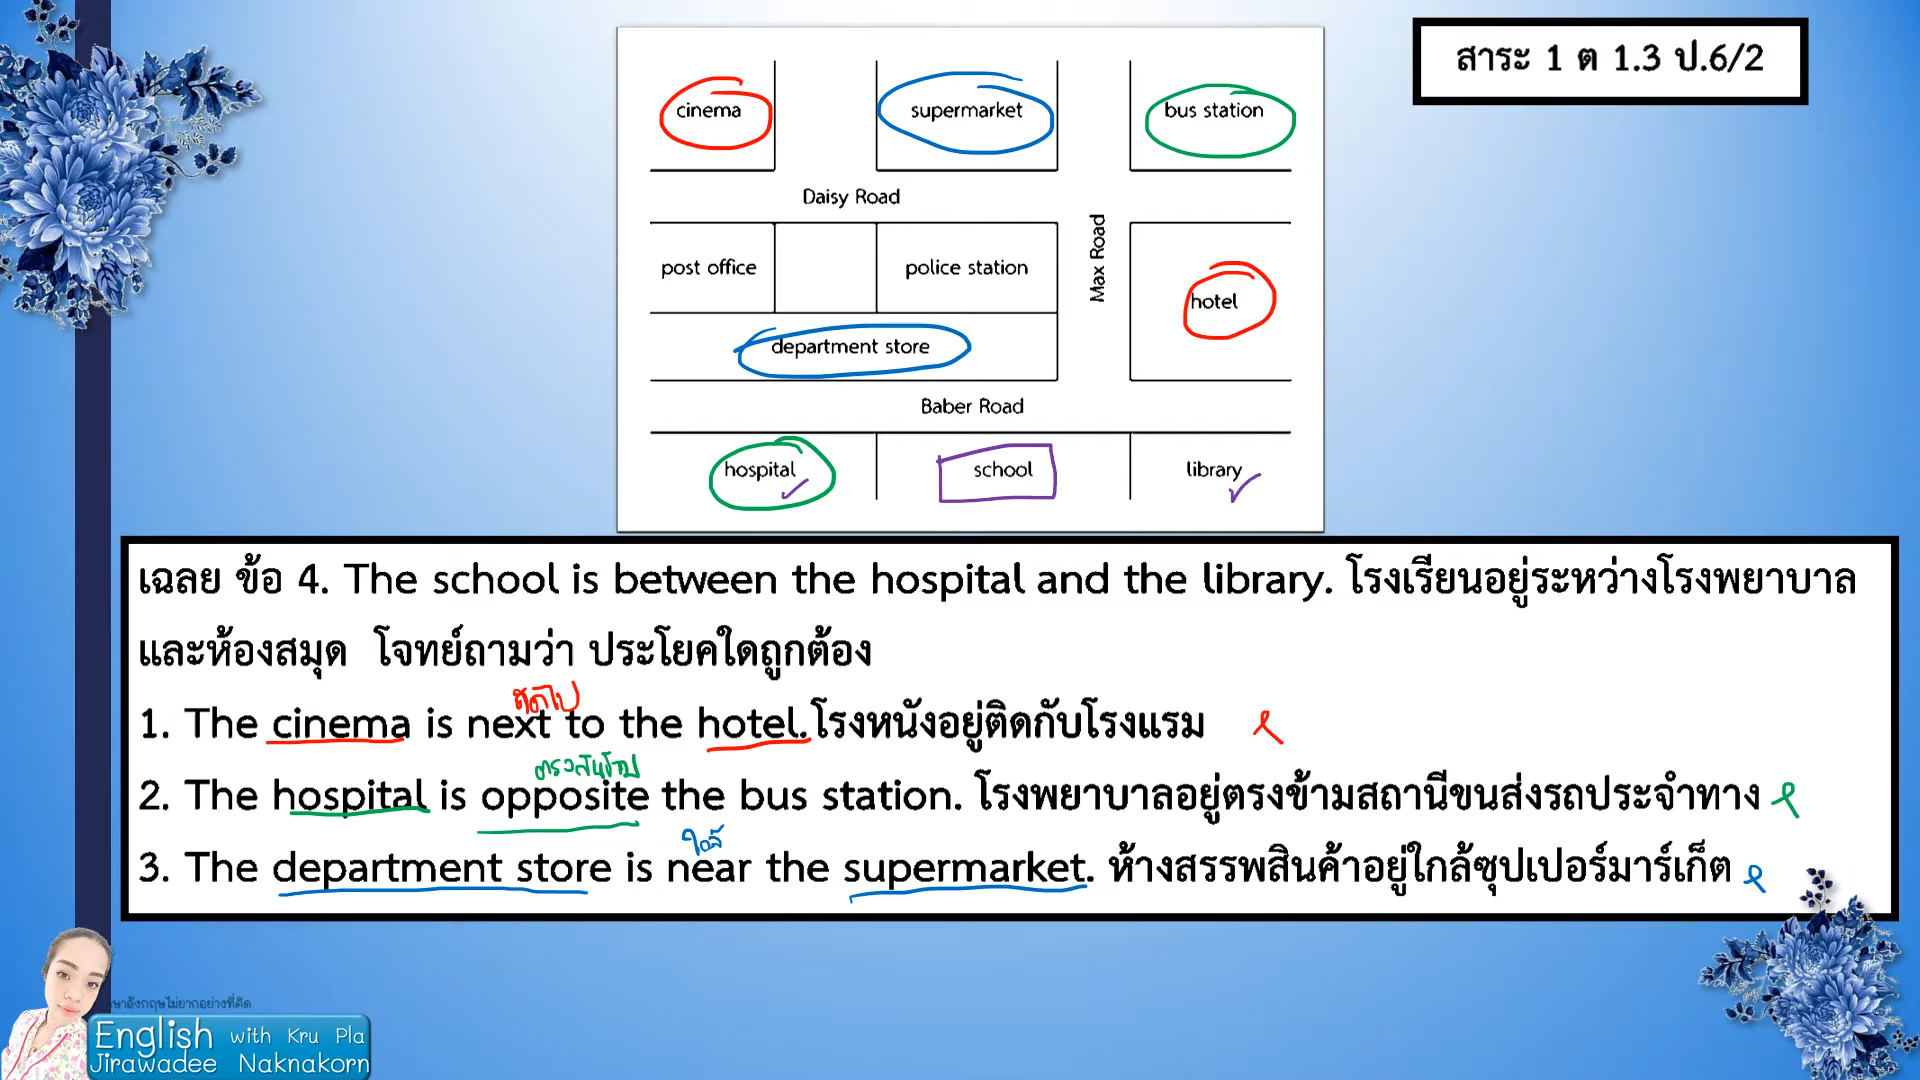 สาระ 1 ต 1.3 ป.6/2
cinema
supermarket
bus station
Daisy Road
post office
police station
Max Road
hotel
department store
Baber Road
hospital
school
library
เฉลย ข้อ 4. The school is between the hospital and the library. โรงเรียนอยู่ระหว่างโรงพยาบาล
และห้องสมุด โจทย์ถามว่า ประโยคใดถูกต้อง
ถัดไป
1. The cinema is next to the hotel.โรงหนังอยู่ติดกับโรงแรม
2. The hospital is opposite the bus station. โรงพยาบาลอยู่ตรงข้ามสถานีขนส่งรถประจำทาง
ใกล้
3. The department store is near the supermarket. ห้างสรรพสินค้าอยู่ใกล้ซุปเปอร์มาร์เก็ต
English with Kru Pla
Jirawadee Naknakorn